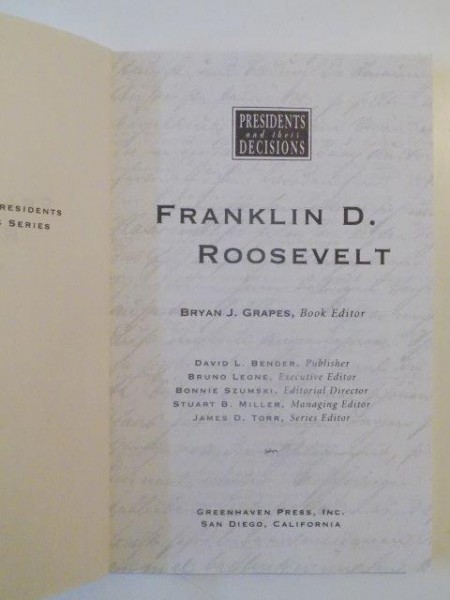 RESIDENTS
SERIES
PRESIDENTS
and their
DECISIONS
FRANKLIN D.
ROOSEVELT
BRYAN J. GRAPES, Book Editor
DAVID L. BENDER, Publisher
BRUNO LEONE, Executive Editor
BONNIE SZUMSKI, Editorial Director
STUART B. MILLER, Managing Editor
JAMES D. TORR, Series Editor
GREENHAVEN PRESS, INC.
SAN DIEGO, CALIFORNIA